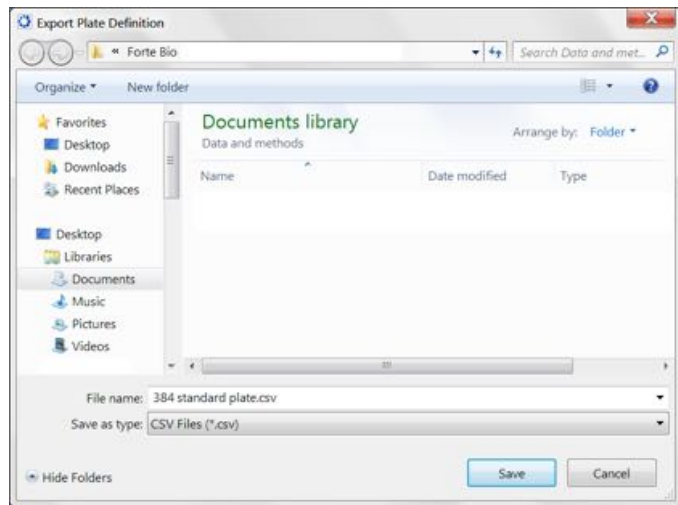 Export Plate Definition
« Forte Bio
Search Data and met...
Organize
New folder
Favorites
Desktop
Downloads
Recent Places
Desktop
Libraries
Documents
Music
Pictures
Videos
Documents library
Data and methods
Arrange by: Folder
Name Date modified Type
File name: 384 standard plate.csv
Save as type: CSV Files (*.csv)
Hide Folders
Save
Cancel